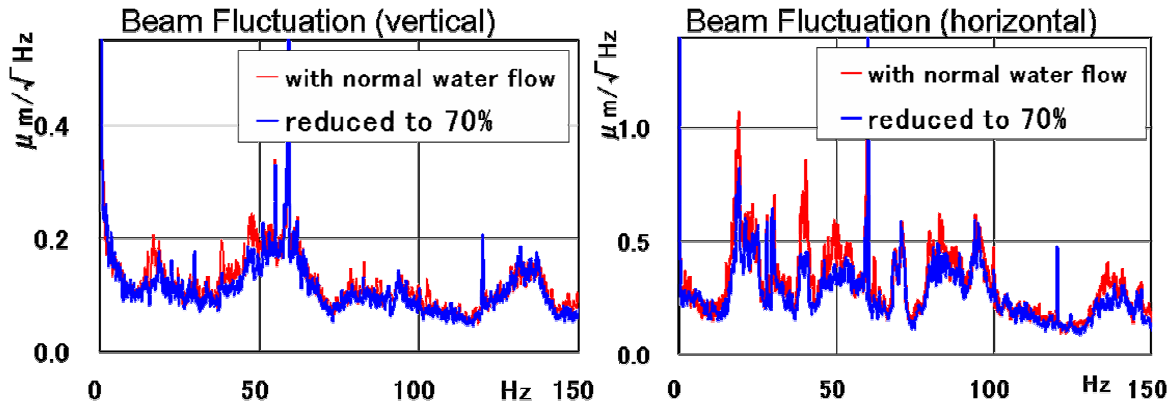 Beam Fluctuation (vertical)
μm/√Hz
with normal water flow
reduced to 70%
0.4
0.2
0.0
0
50
100
Hz
150
Beam Fluctuation (horizontal)
μm/√Hz
with normal water flow
reduced to 70%
1.0
0.5
0.0
0
50
100
Hz
150